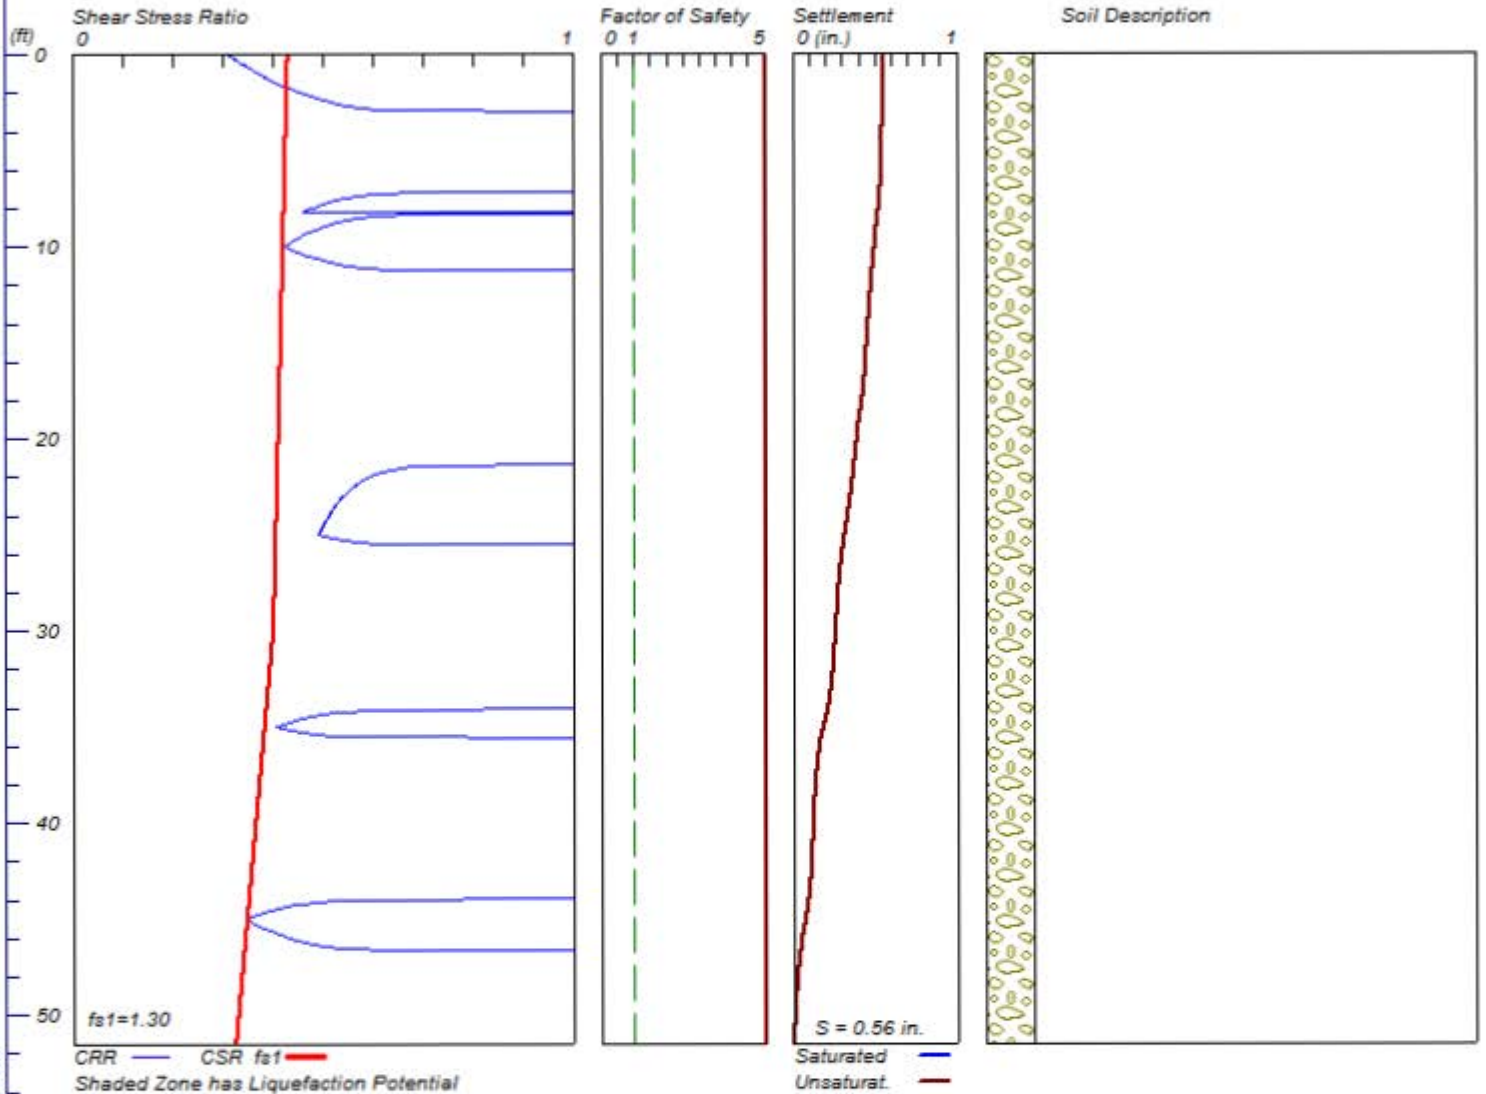 Shear Stress Ratio Factor of Safety Settlement Soil Description
(ft) 0 1 0 1 5 0 (in.) 1
0
10
20
30
40
50
fs1=1.30 S = 0.56 in.
CRR CSR fs1 Saturated
Shaded Zone has Liquefaction Potential Unsaturat.